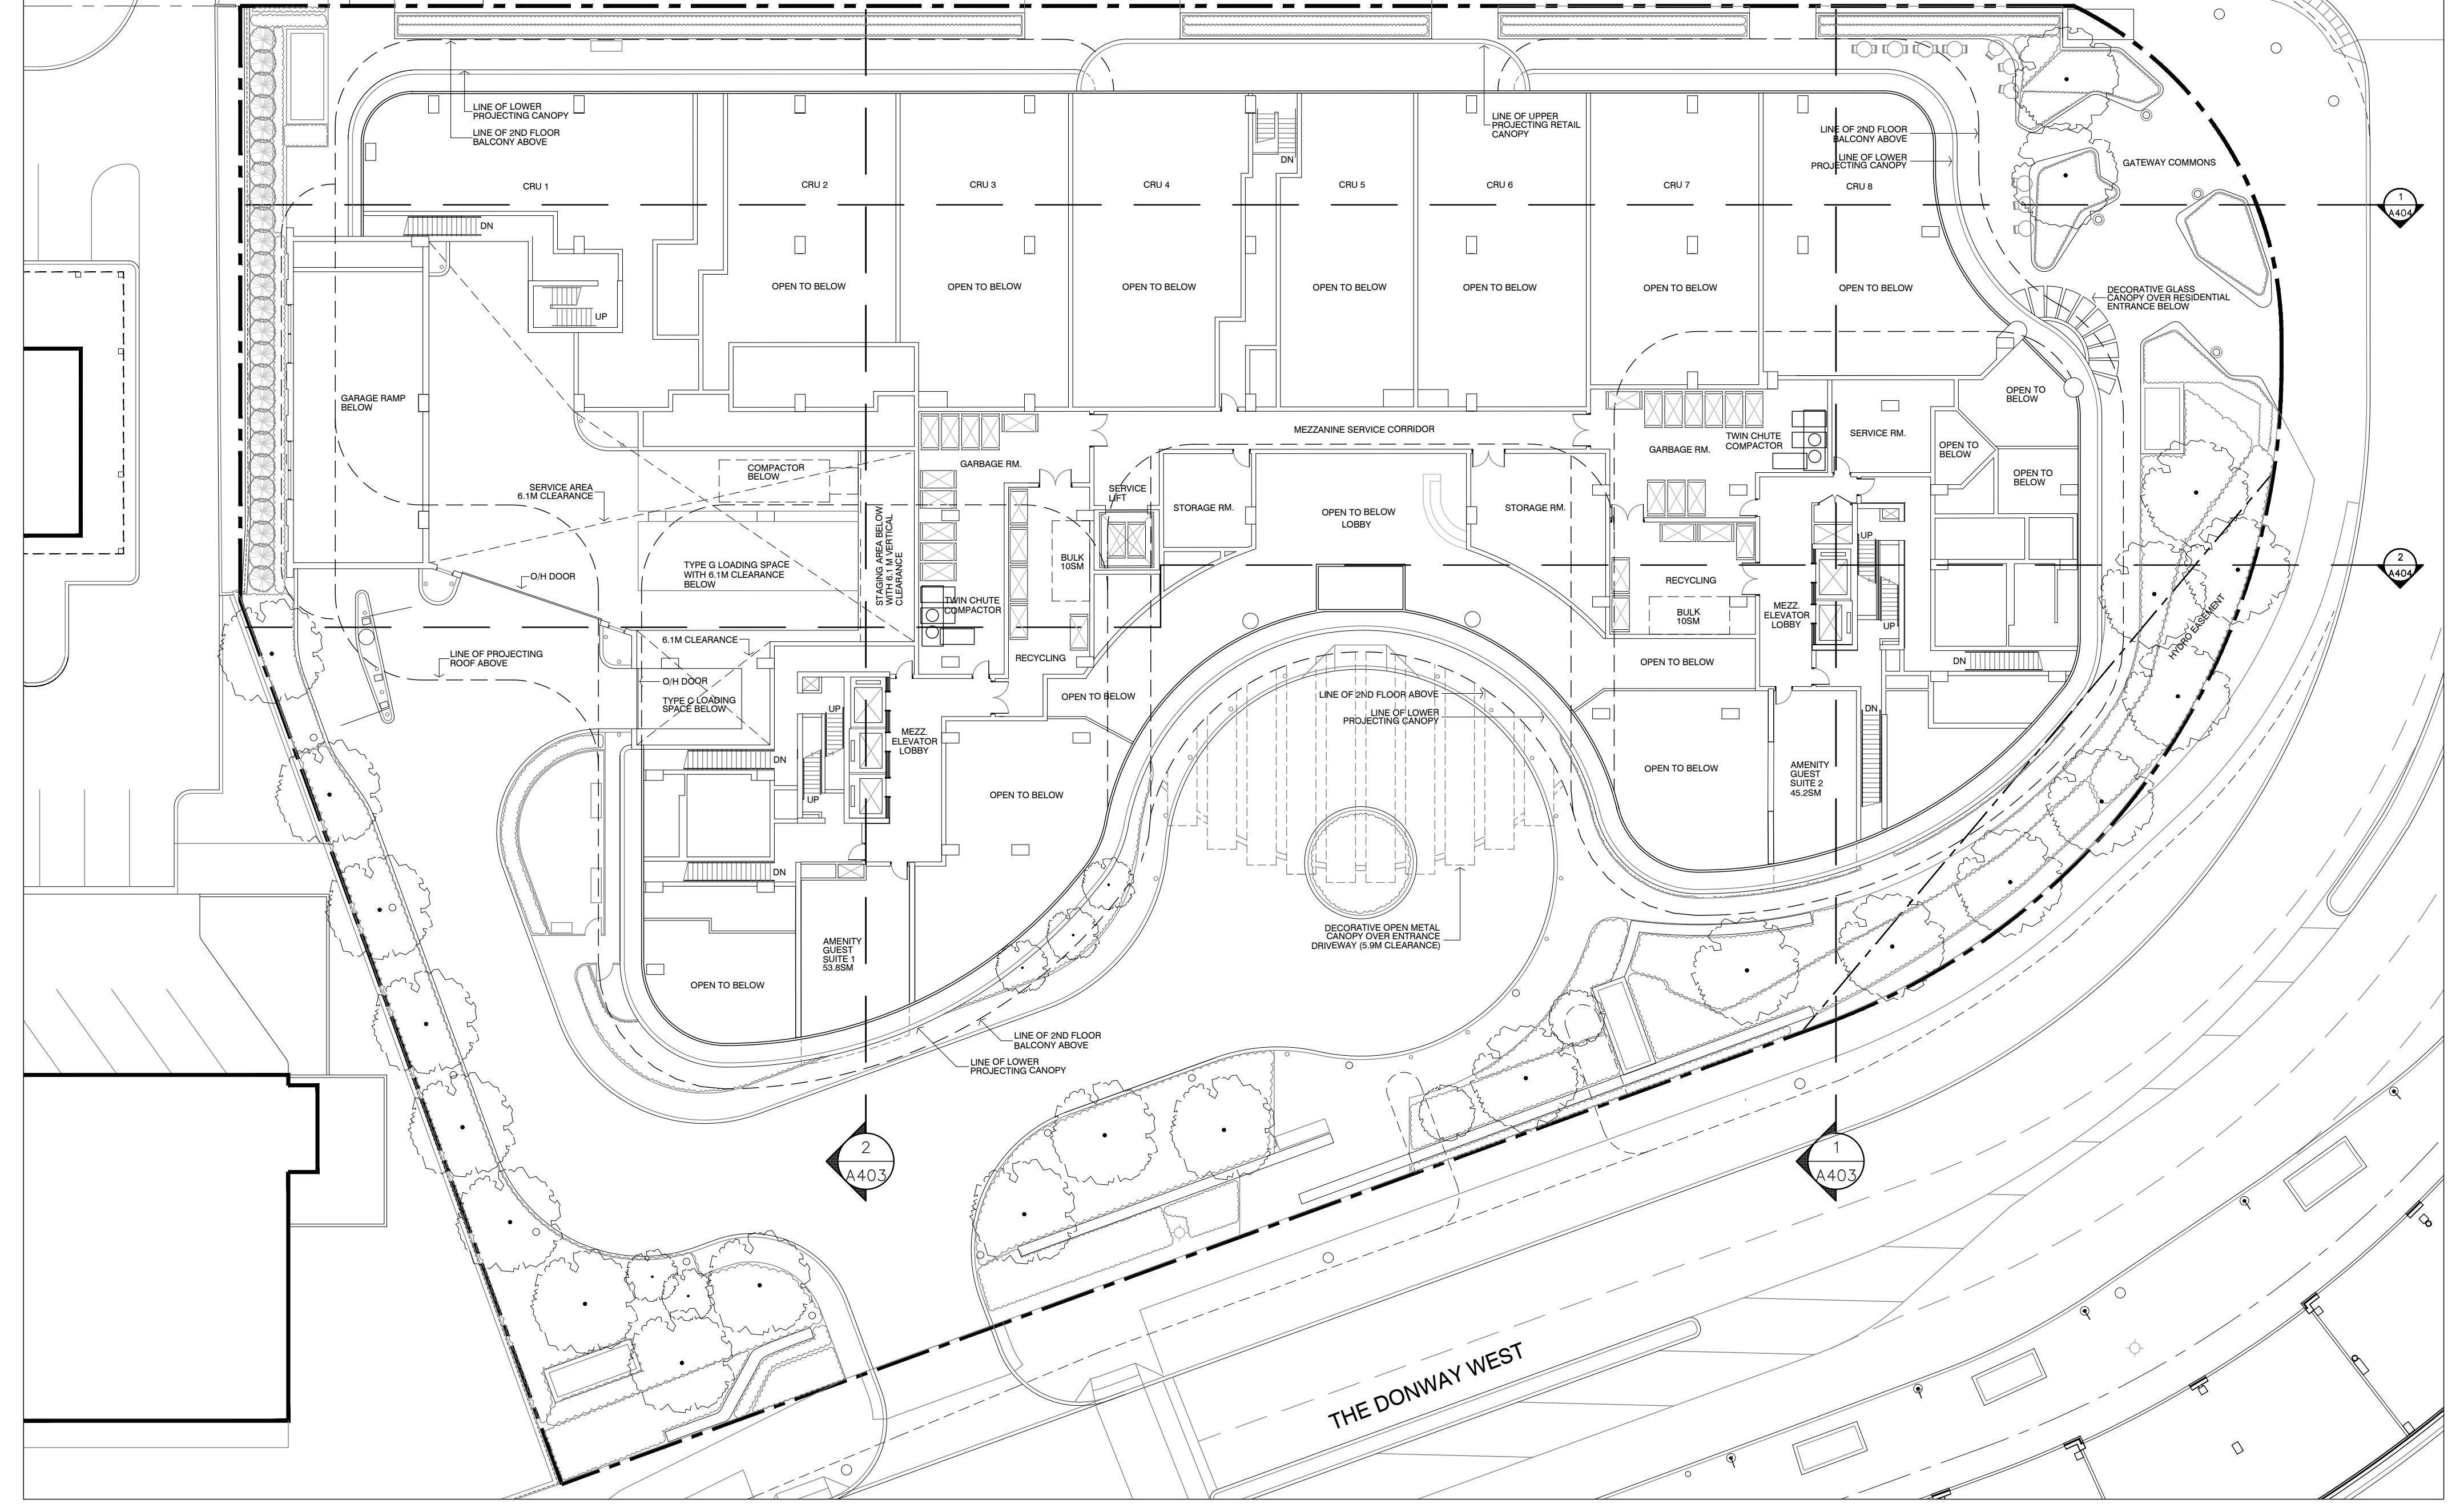 LINE OF LOWER
PROJECTING CANOPY
LINE OF 2ND FLOOR
BALCONY ABOVE
LINE OF UPPER
PROJECTING RETAIL
CANOPY
LINE OF 2ND FLOOR
BALCONY ABOVE
LINE OF LOWER
PROJECTING CANOPY
GATEWAY COMMONS
DN
CRU 1
CRU 2
CRU 3
CRU 4
CRU 5
CRU 6
CRU 7
CRU 8
1
A404
DN
UP
OPEN TO BELOW
OPEN TO BELOW
OPEN TO BELOW
OPEN TO BELOW
OPEN TO BELOW
OPEN TO BELOW
OPEN TO BELOW
DECORATIVE GLASS
CANOPY OVER RESIDENTIAL
ENTRANCE BELOW
GARAGE RAMP
BELOW
OPEN TO
BELOW
MEZZANINE SERVICE CORRIDOR
TWIN CHUTE
COMPACTOR
SERVICE RM.
GARBAGE RM.
OPEN TO
BELOW
COMPACTOR
BELOW
GARBAGE RM.
OPEN TO
BELOW
SERVICE AREA
6.1M CLEARANCE
SERVICE
LIFT
STORAGE RM.
OPEN TO BELOW
LOBBY
STORAGE RM.
STAGING AREA BELOW
WITH 6.1 M VERTICAL
CLEARANCE
UP
BULK
10SM
TYPE G LOADING SPACE
WITH 6.1M CLEARANCE
BELOW
O/H DOOR
RECYCLING
2
A404
TWIN CHUTE
COMPACTOR
BULK
10SM
MEZZ.
ELEVATOR
LOBBY
UP
HYDRO EASEMENT
6.1M CLEARANCE
LINE OF PROJECTING
ROOF ABOVE
RECYCLING
OPEN TO BELOW
DN
O/H DOOR
TYPE C LOADING
SPACE BELOW
OPEN TO BELOW
LINE OF 2ND FLOOR ABOVE
LINE OF LOWER
PROJECTING CANOPY
UP
DN
MEZZ.
ELEVATOR
LOBBY
DN
OPEN TO BELOW
AMENITY
GUEST
SUITE 2
45.2SM
UP
OPEN TO BELOW
DN
DECORATIVE OPEN METAL
CANOPY OVER ENTRANCE
DRIVEWAY (5.9M CLEARANCE)
AMENITY
GUEST
SUITE 1
53.8SM
OPEN TO BELOW
LINE OF 2ND FLOOR
BALCONY ABOVE
LINE OF LOWER
PROJECTING CANOPY
2
A403
1
A403
THE DONWAY WEST